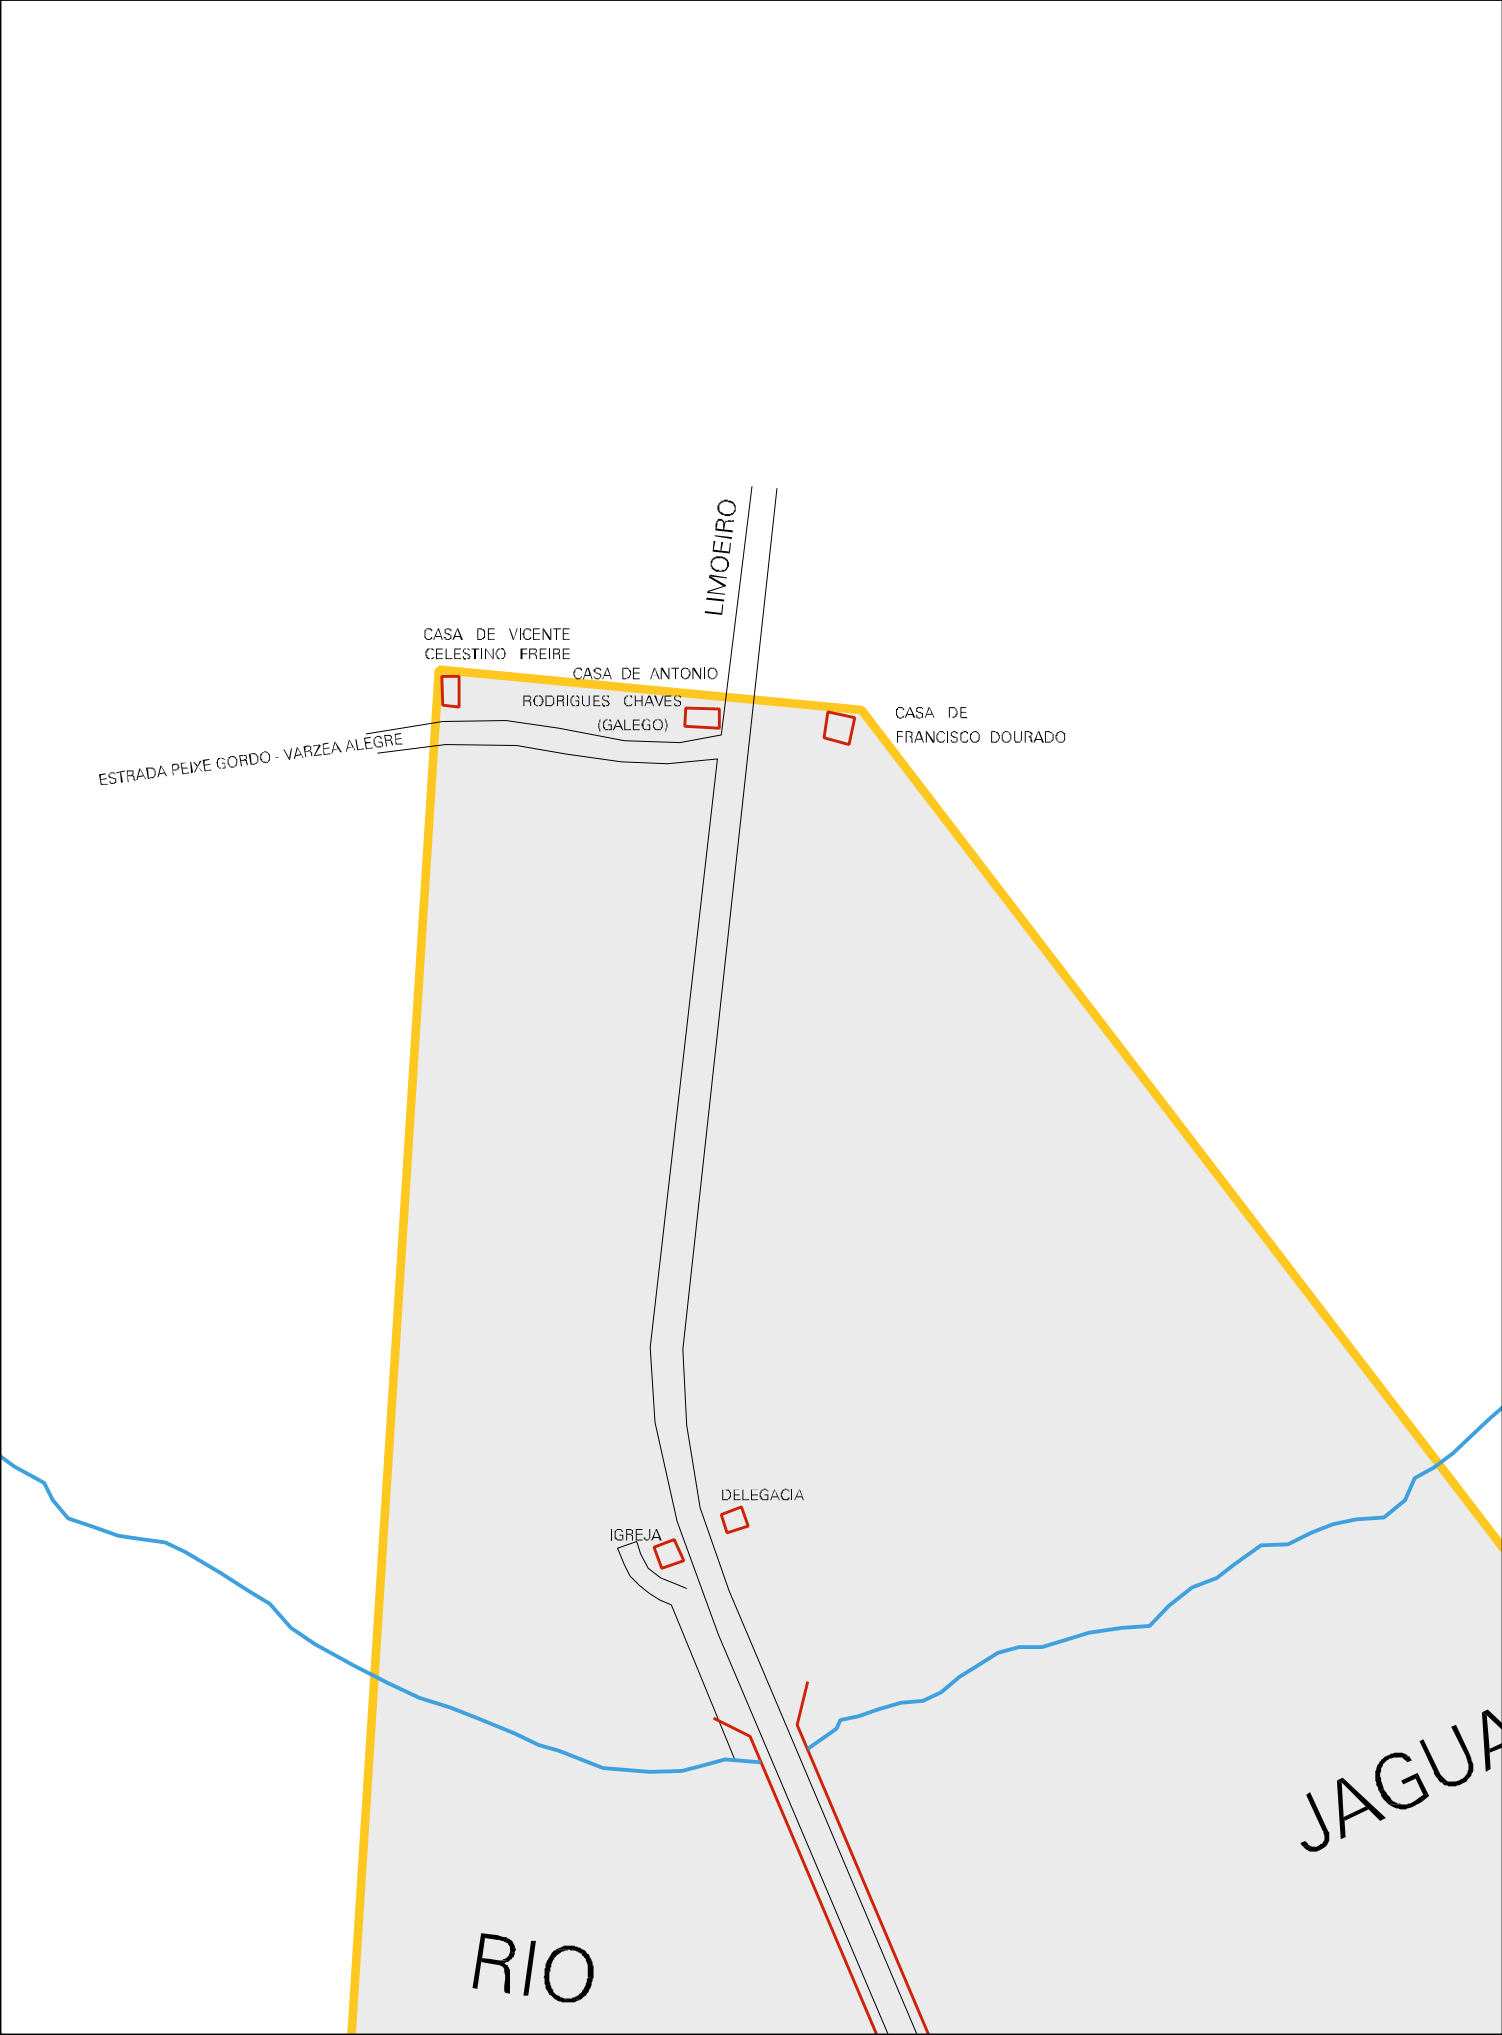 LIMOEIRO
CASA DE VICENTE
CELESTINO FREIRE
CASA DE ANTONIO
RODRIGUES CHAVES
(GALEGO)
CASA DE
FRANCISCO DOURADO
ESTRADA PEIXE GORDO - VARZEA ALEGRE
DELEGACIA
IGREJA
JAGUA
RIO